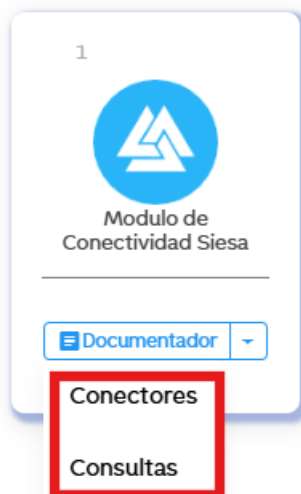 1
Modulo de
Conectividad Siesa
Documentador
Conectores
Consultas